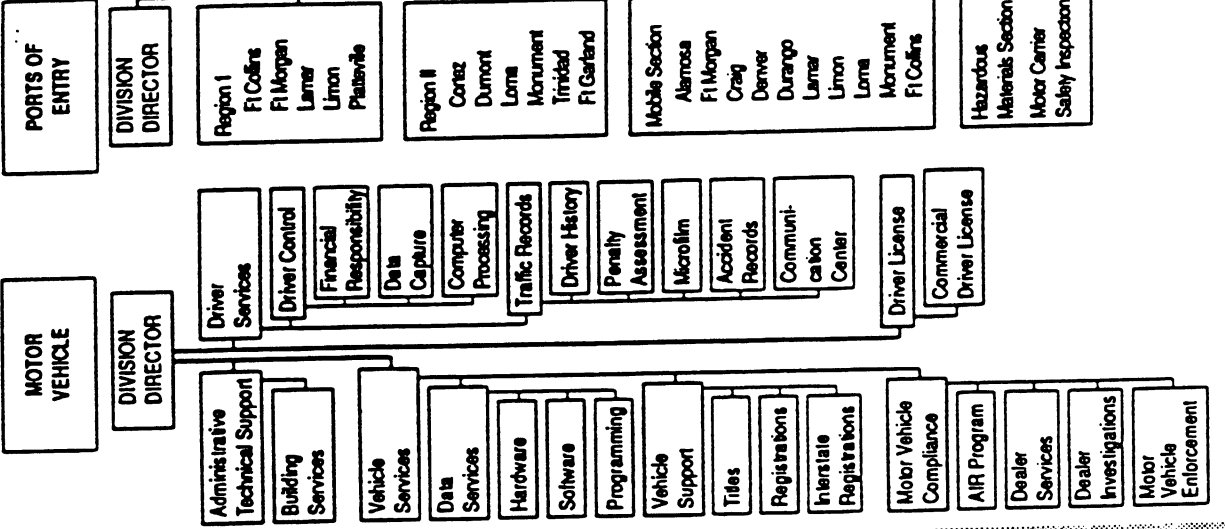 MOTOR
VEHICLE
DIVISION
DIRECTOR
Administrative
Technical Support
Building
Services
Vehicle
Services
Data
Services
Hardware
Software
Programming
Vehicle
Support
Titles
Registrations
Interstate
Registrations
Motor Vehicle
Compliance
AIR Program
Dealer
Services
Dealer
Investigations
Motor
Vehicle
Enforcement
Driver
Services
Driver Control
Financial
Responsibility
Data
Capture
Computer
Processing
Traffic Records
Driver History
Penalty
Assessment
Microfilm
Accident
Records
Communi-
cation
Center
Driver License
Commercial
Driver License
PORTS OF
ENTRY
DIVISION
DIRECTOR
Region I
Ft Collins
Ft Morgan
Lamar
Limon
Platteville
Region II
Cortez
Dumont
Loma
Monument
Trinidad
Ft Garland
Mobile Section
Alamosa
Ft Morgan
Craig
Denver
Durango
Lamar
Limon
Loma
Monument
Ft Collins
Hazardous
Materials Section
Motor Carrier
Safety Inspection